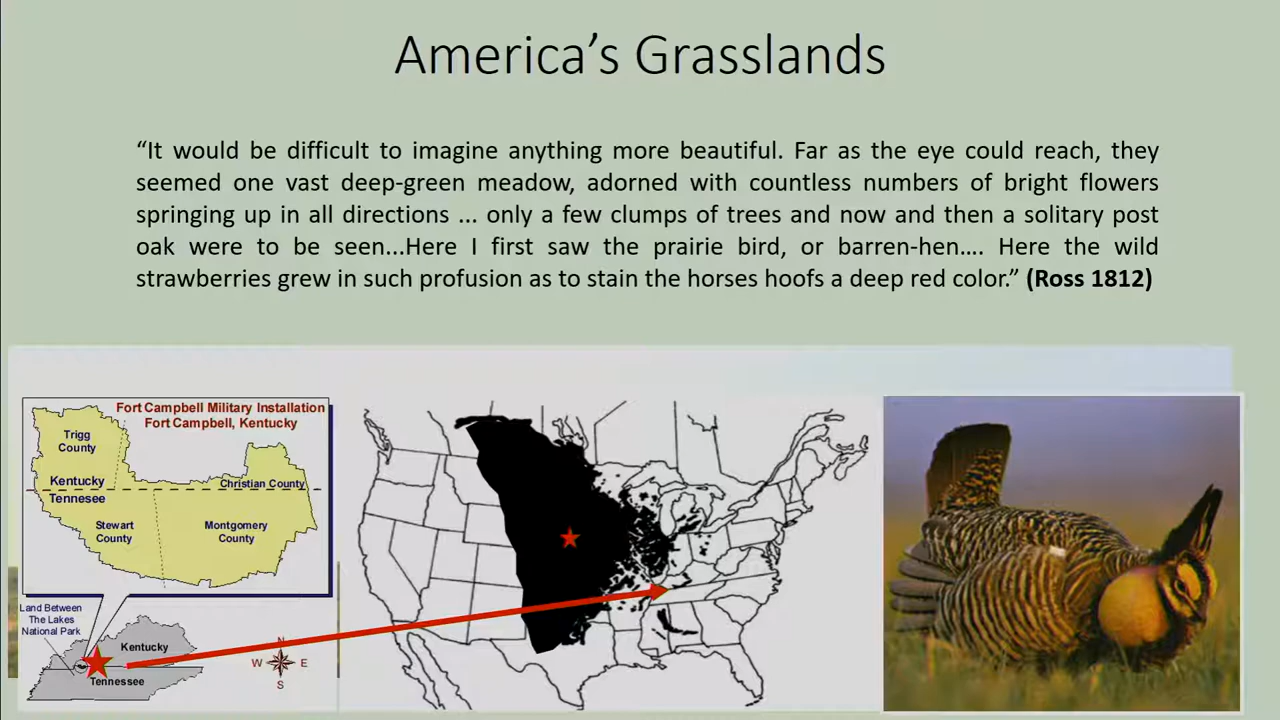 America’s Grasslands
“It would be difficult to imagine anything more beautiful. Far as the eye could reach, they
seemed one vast deep-green meadow, adorned with countless numbers of bright flowers
springing up in all directions ... only a few clumps of trees and now and then a solitary post
oak were to be seen...Here I first saw the prairie bird, or barren-hen…. Here the wild
strawberries grew in such profusion as to stain the horses hoofs a deep red color.” (Ross 1812)
Fort Campbell Military Installation
Fort Campbell, Kentucky
Trigg
County
Kentucky
Tennessee
Christian County
Stewart
County
Montgomery
County
Land Between
The Lakes
National Park
Kentucky
Tennessee
N
W E
S